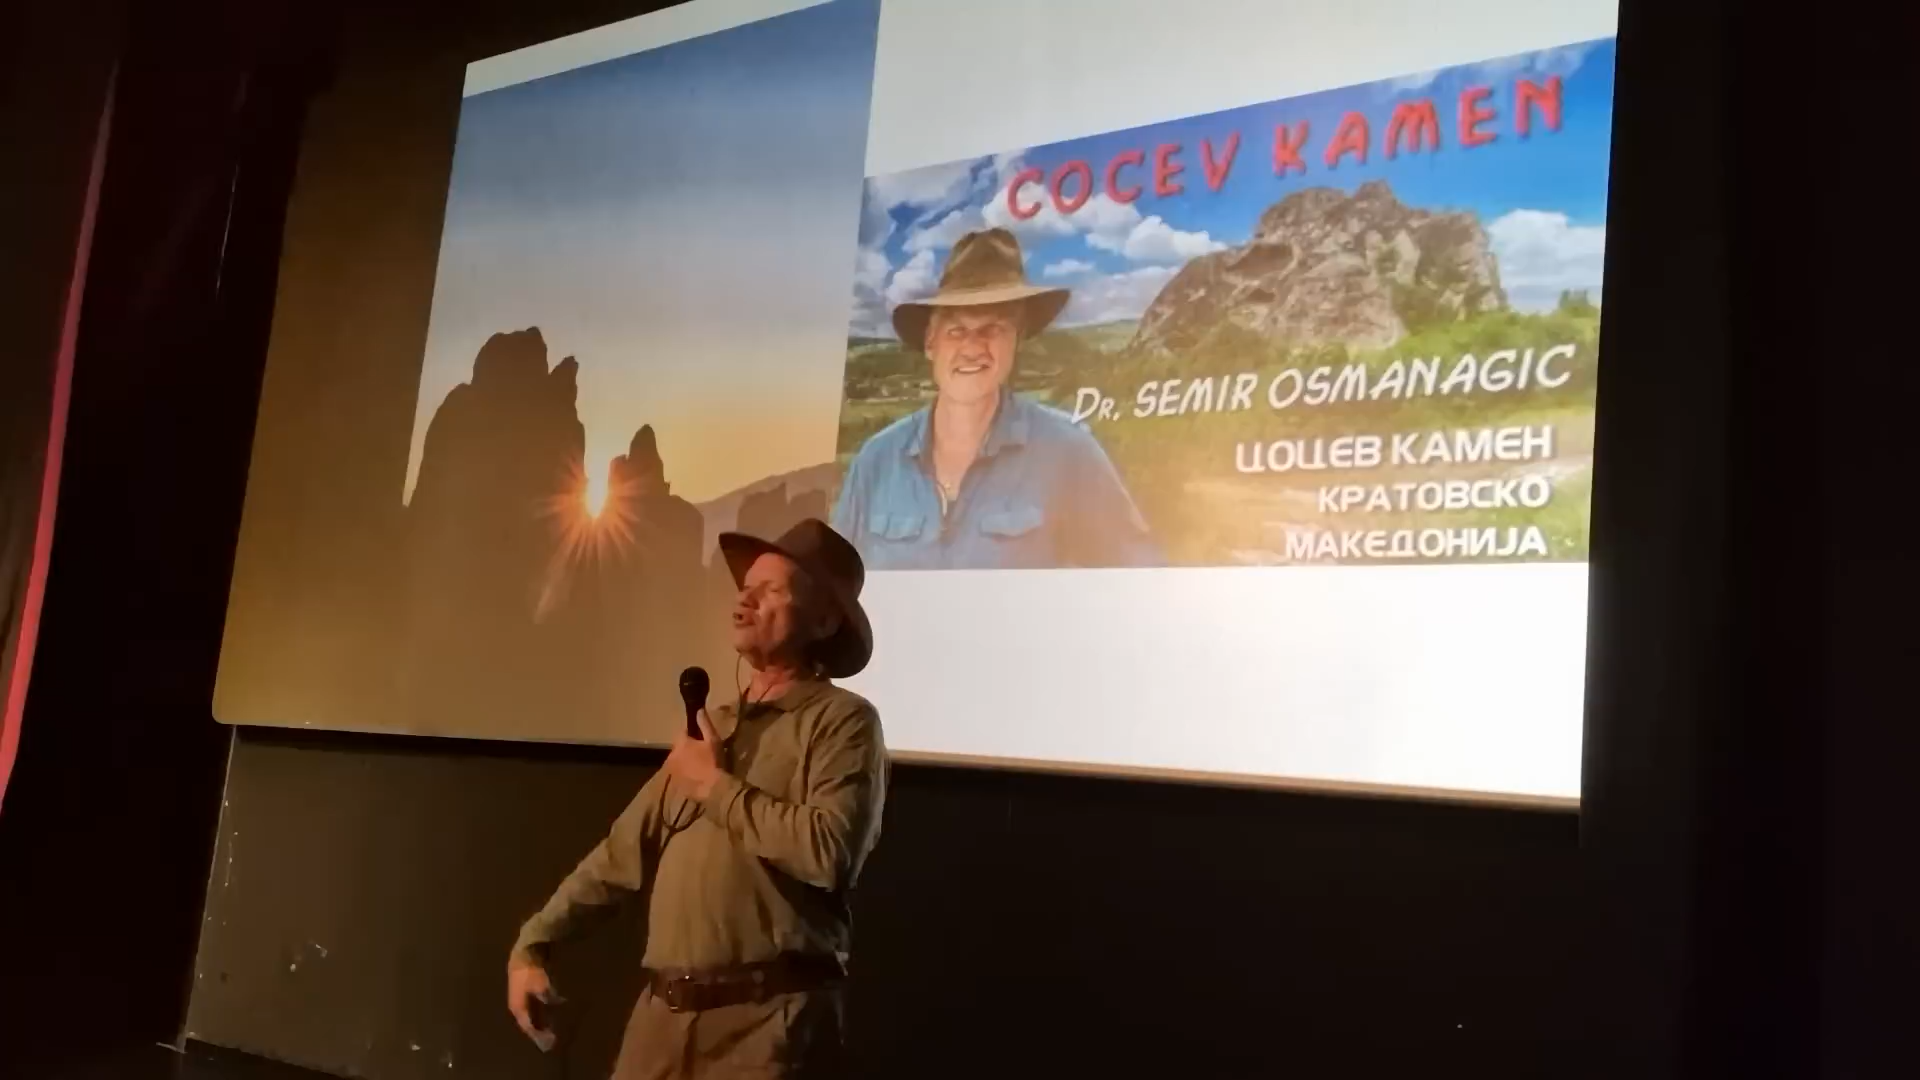 COCEV KAMEN
DR. SEMIR OSMANAGIC
ЦОЦЕВ КАМЕН
КРАТОВСКО
МАКЕДОНИЈА